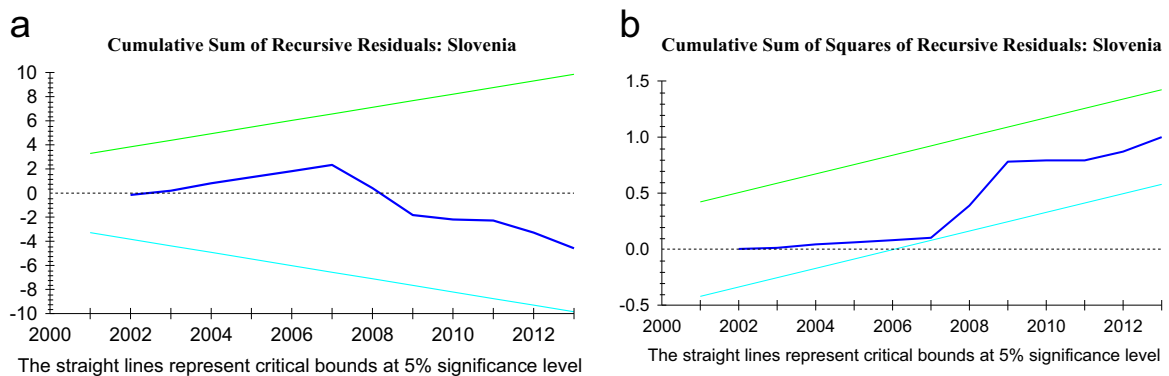 a
Cumulative Sum of Recursive Residuals: Slovenia
10
8
6
4
2
0
-2
-4
-6
-8
-10
2000 2002 2004 2006 2008 2010 2012
The straight lines represent critical bounds at 5% significance level
b
Cumulative Sum of Squares of Recursive Residuals: Slovenia
1.5
1.0
0.5
0.0
-0.5
2000 2002 2004 2006 2008 2010 2012
The straight lines represent critical bounds at 5% significance level